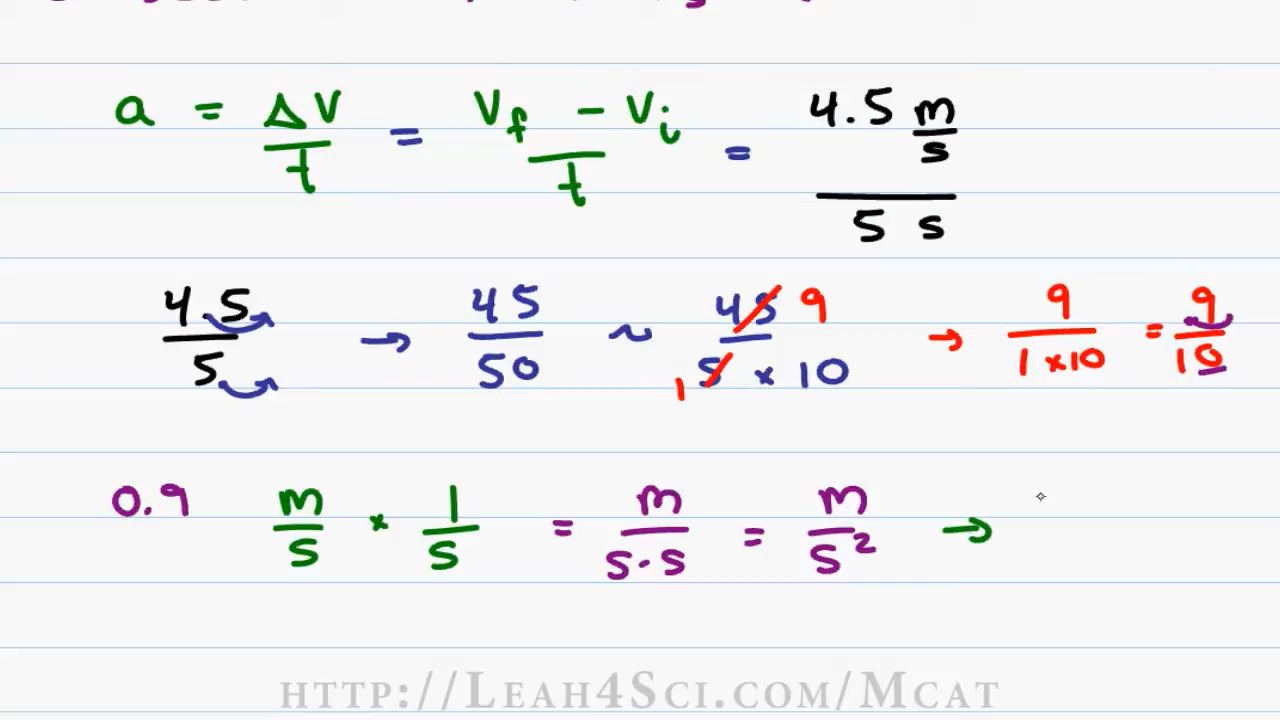 a = ΔV/t = Vf - Vi/t = 4.5 m/s / 5 s
4.5/5 → 45/50 ~ 45 9/1 5 x 10 → 9/1 x 10 = 9/10
0.9 m/s x 1/s = m/s·s = m/s² →
HTTP://LEAH4SCI.COM/MCAT